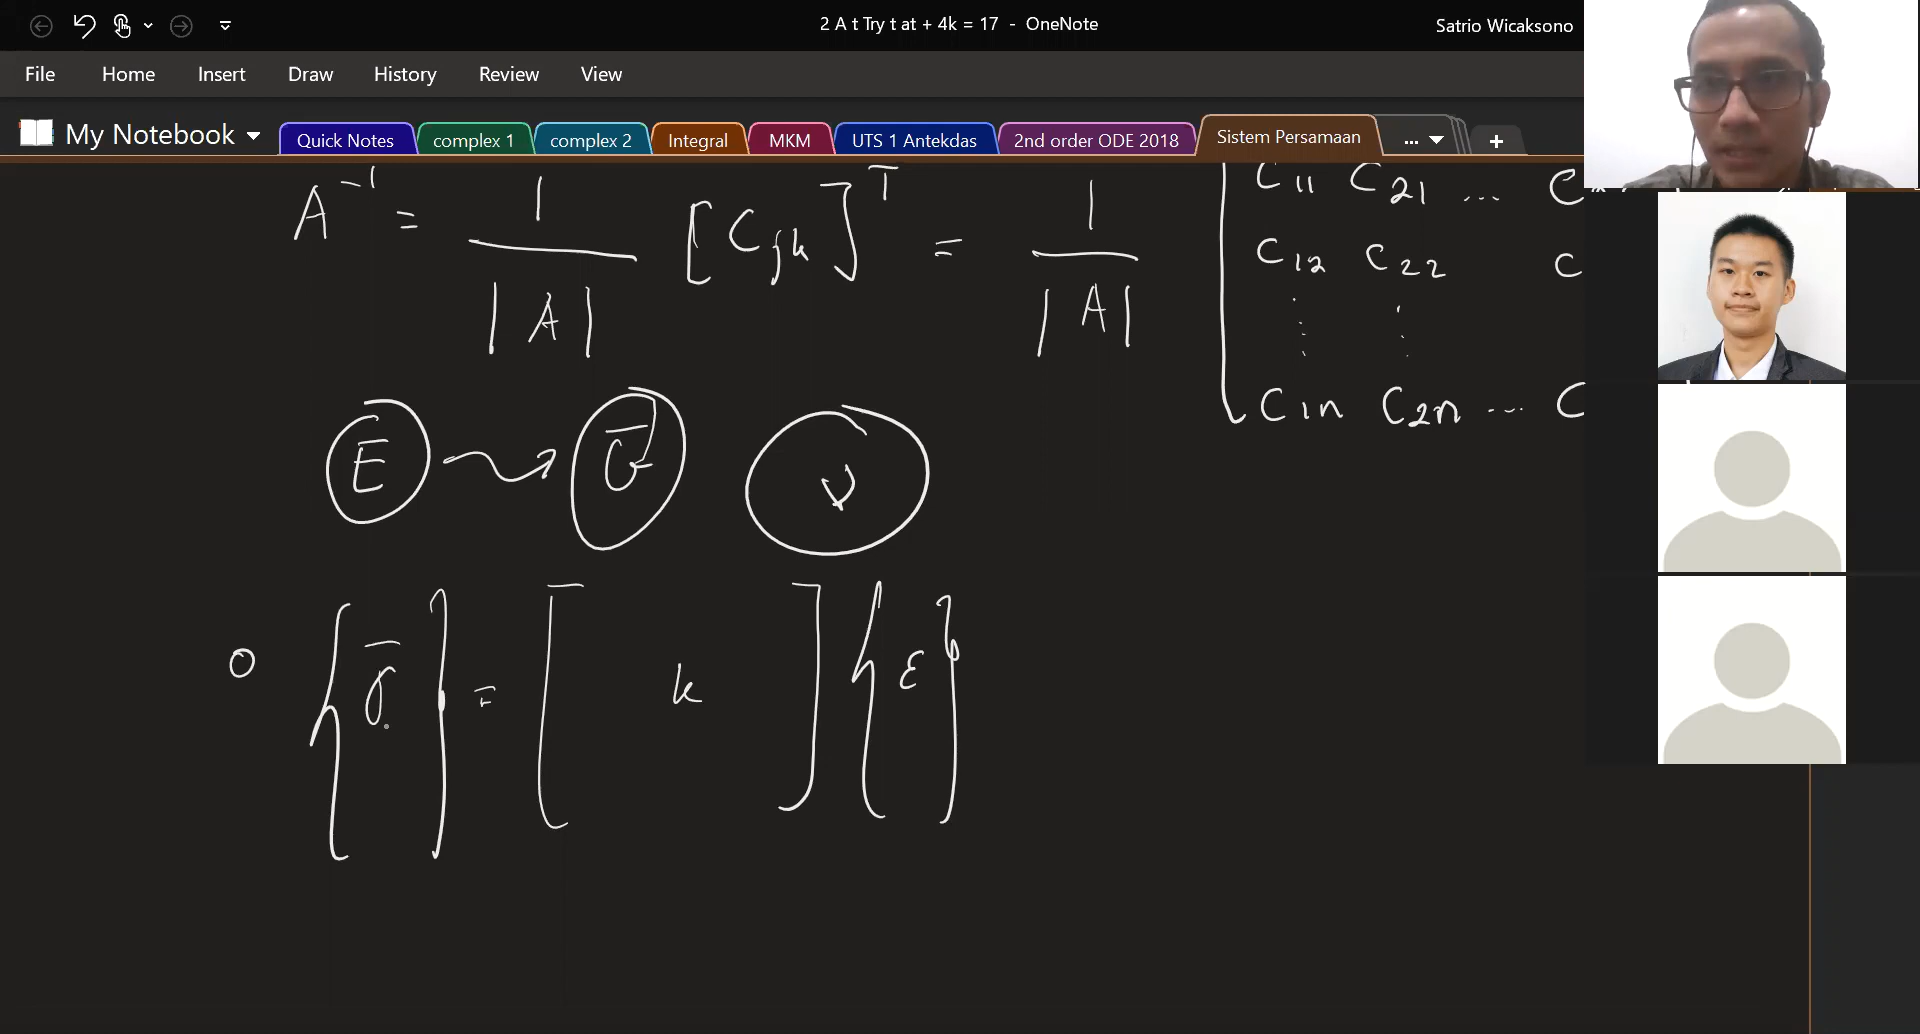 2 A t Try t at + 4k = 17 - OneNote
Satrio Wicaksono
File Home Insert Draw History Review View
My Notebook Quick Notes complex 1 complex 2 Integral MKM UTS 1 Antekdas 2nd order ODE 2018 Sistem Persamaan ... +
A⁻¹ = 1 / |A| [C_jk]ᵀ = 1 / |A| [ C₁₁ C₂₁ ...
C₁₂ C₂₂ C
⋮ ⋮
C₁ₙ C₂ₙ ... C
E σ ν
{σ} = [ k ] {ε}